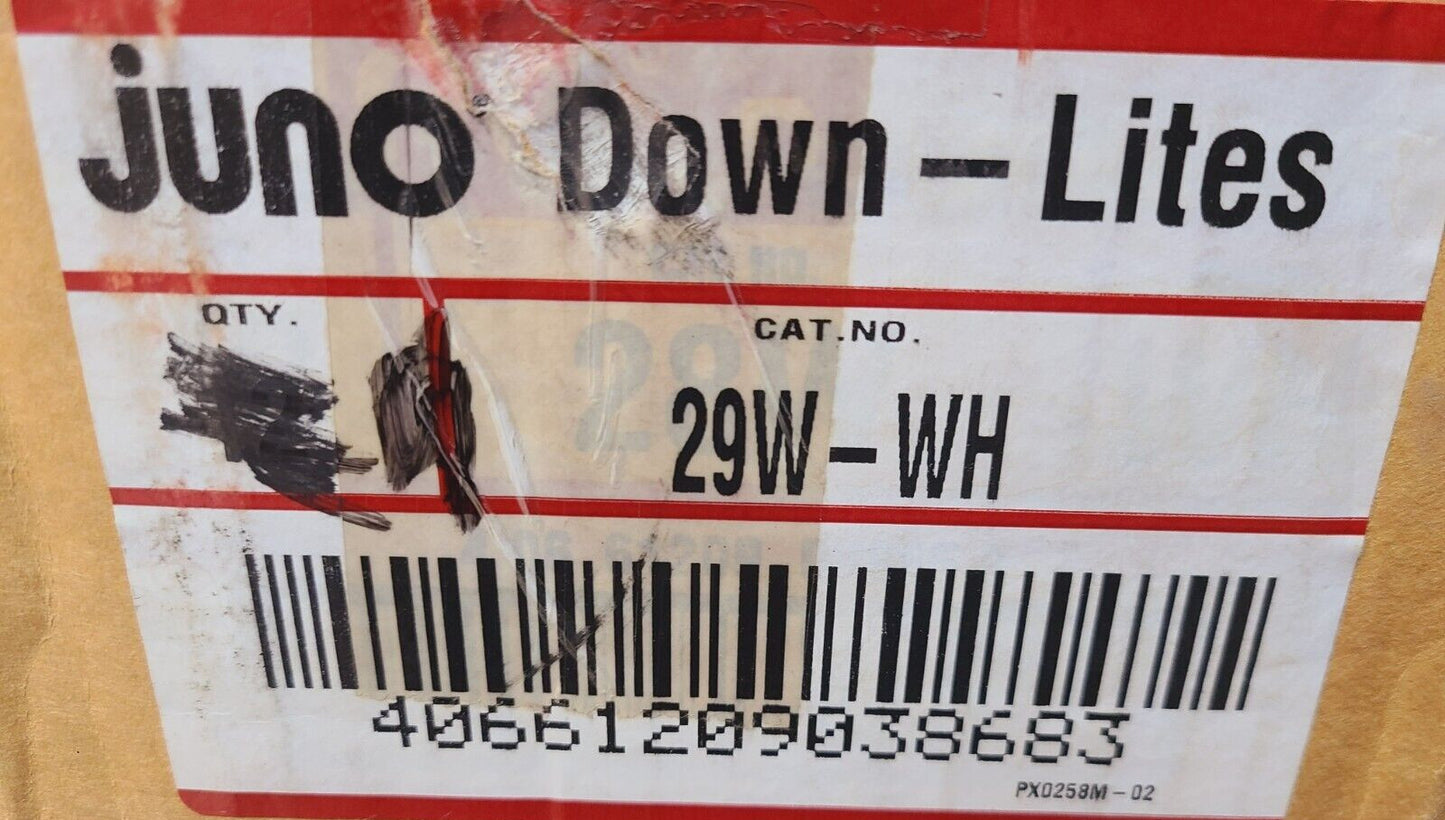 juno® Down-Lites
QTY.
CAT.NO.
29W-WH
40661209038683
PX0258M-02